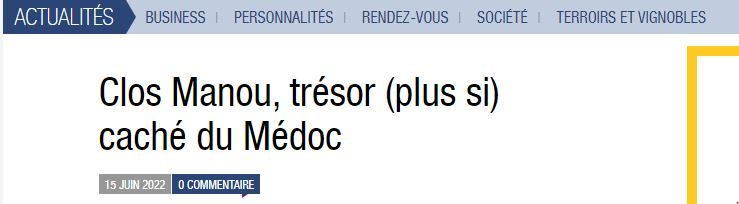 ACTUALITÉS BUSINESS | PERSONNALITÉS | RENDEZ-VOUS | SOCIÉTÉ | TERROIRS ET VIGNOBLES
Clos Manou, trésor (plus si)
caché du Médoc
15 JUIN 2022 0 COMMENTAIRE